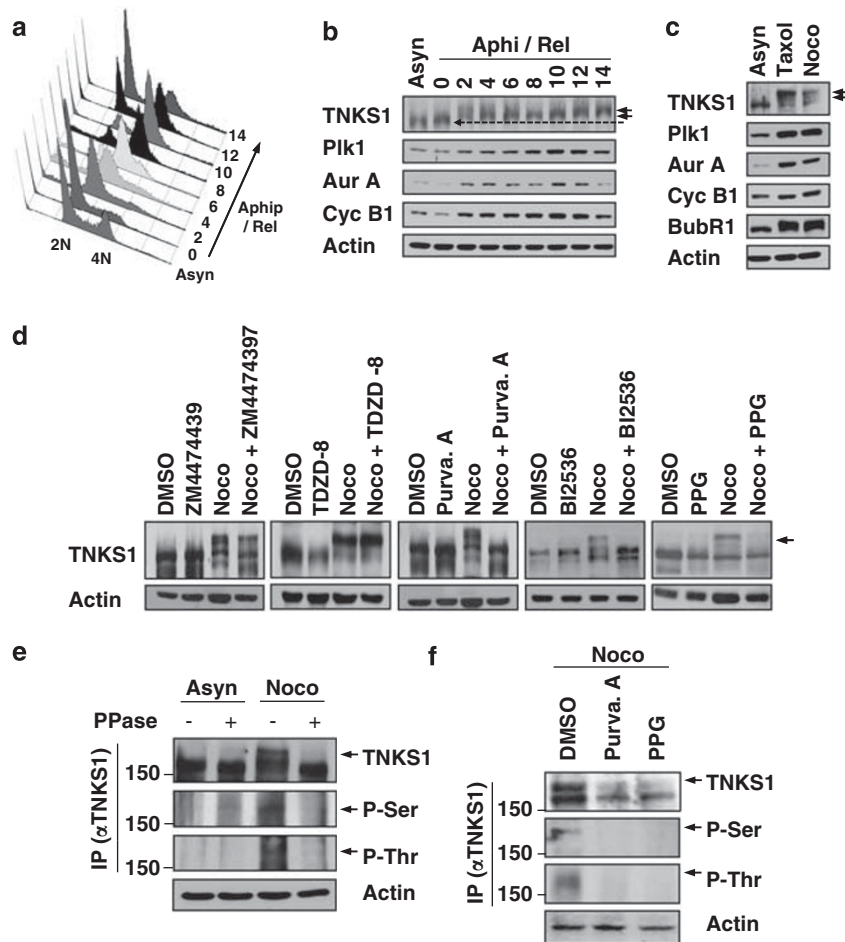 a
14
12
10
8
6
4
2
0
Asyn
Aphip
/ Rel
2N
4N
b
Aphi / Rel
Asyn 0 2 4 6 8 10 12 14
TNKS1
Plk1
Aur A
Cyc B1
Actin
c
Asyn Taxol Noco
TNKS1
Plk1
Aur A
Cyc B1
BubR1
Actin
d
DMSO ZM4474439 Noco Noco + ZM4474397
DMSO TDZD-8 Noco Noco + TDZD -8
DMSO Purva. A Noco Noco + Purva. A
DMSO BI2536 Noco Noco + BI2536
DMSO PPG Noco Noco + PPG
TNKS1
Actin
e
Asyn Noco
PPase - + - +
IP (αTNKS1)
150 TNKS1
150 P-Ser
150 P-Thr
Actin
f
Noco
DMSO Purva. A PPG
IP (αTNKS1)
150 TNKS1
150 P-Ser
150 P-Thr
Actin